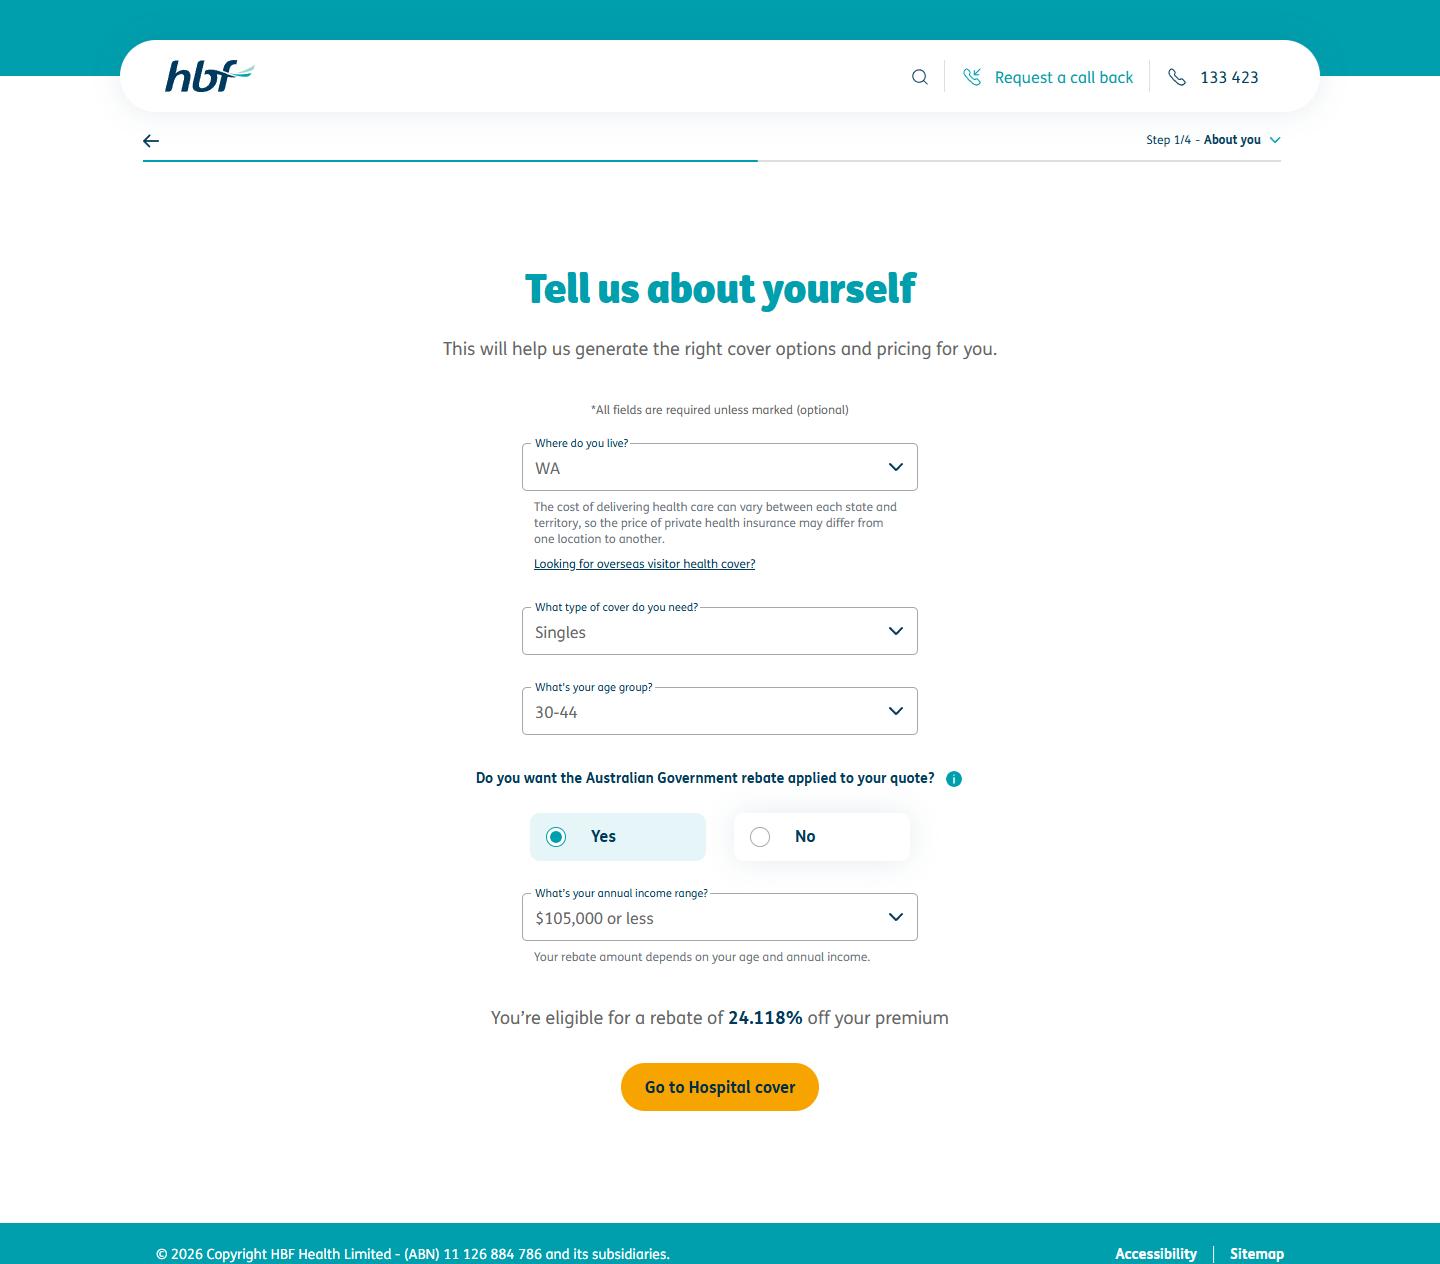 hbf
Request a call back
133 423
Step 1/4 - About you
Tell us about yourself
This will help us generate the right cover options and pricing for you.
*All fields are required unless marked (optional)
Where do you live?
WA
The cost of delivering health care can vary between each state and
territory, so the price of private health insurance may differ from
one location to another.
Looking for overseas visitor health cover?
What type of cover do you need?
Singles
What's your age group?
30-44
Do you want the Australian Government rebate applied to your quote? i
Yes
No
What's your annual income range?
$105,000 or less
Your rebate amount depends on your age and annual income.
You’re eligible for a rebate of 24.118% off your premium
Go to Hospital cover
© 2026 Copyright HBF Health Limited - (ABN) 11 126 884 786 and its subsidiaries.
Accessibility
Sitemap